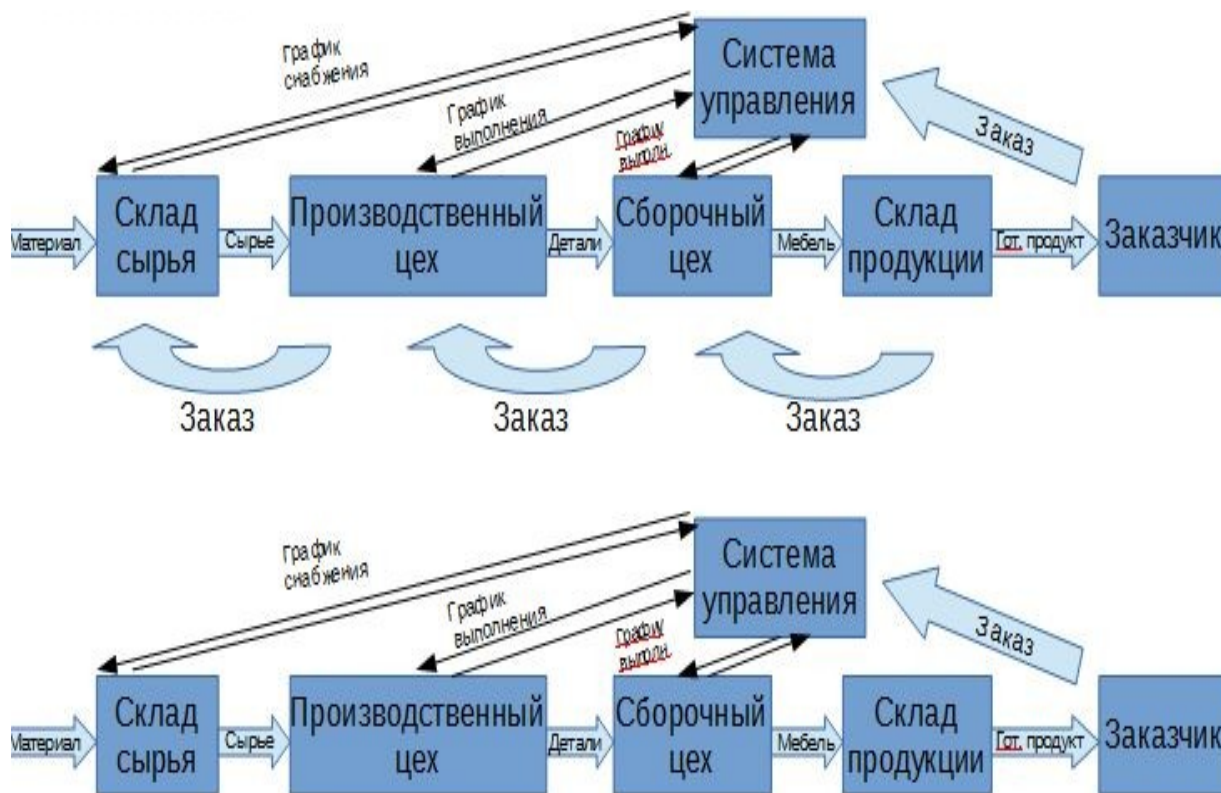 График
снабжения
График
выполнения
График
выполн.
Система
управления
Заказ
Материал
Склад
сырья
Сырье
Производственный
цех
Детали
Сборочный
цех
Мебель
Склад
продукции
Гот. продукт
Заказчик
Заказ
Заказ
Заказ
График
снабжения
График
выполнения
График
выполн.
Система
управления
Заказ
Материал
Склад
сырья
Сырье
Производственный
цех
Детали
Сборочный
цех
Мебель
Склад
продукции
Гот. продукт
Заказчик